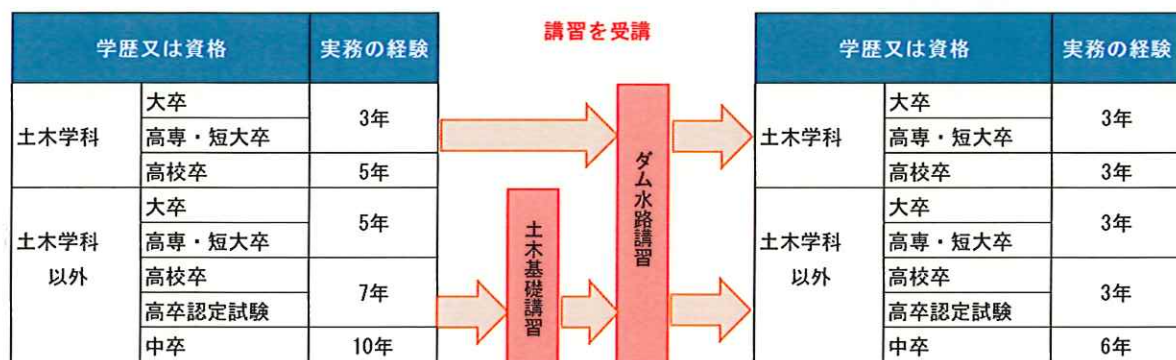 講習を受講
学歴又は資格 実務の経験
土木学科 大卒 3年
高専・短大卒
高校卒 5年
土木学科以外 大卒 5年
高専・短大卒
高校卒 7年
高卒認定試験
中卒 10年
土木基礎講習
ダム水路講習
学歴又は資格 実務の経験
土木学科 大卒 3年
高専・短大卒
高校卒 3年
土木学科以外 大卒 3年
高専・短大卒
高校卒 3年
高卒認定試験
中卒 6年